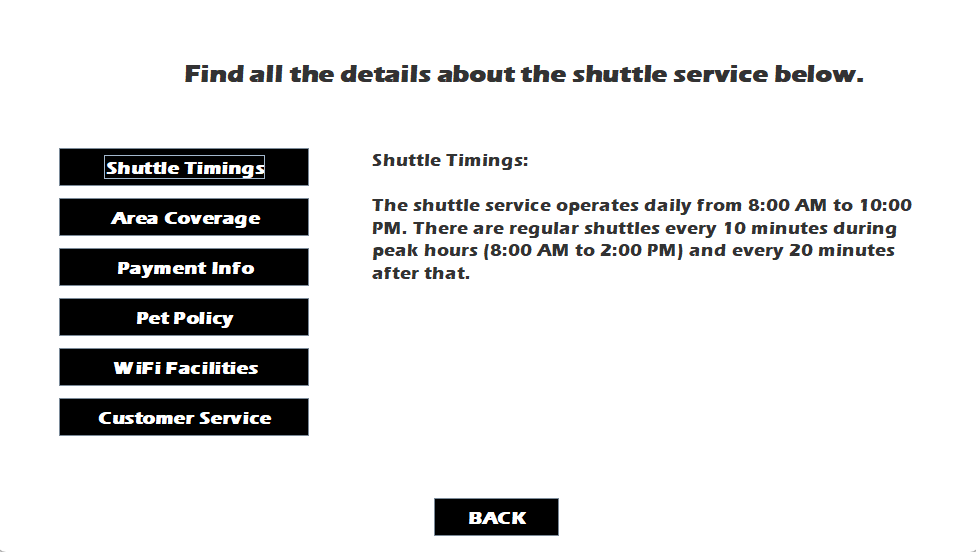 Find all the details about the shuttle service below.
Shuttle Timings
Area Coverage
Payment Info
Pet Policy
WiFi Facilities
Customer Service
Shuttle Timings:
The shuttle service operates daily from 8:00 AM to 10:00
PM. There are regular shuttles every 10 minutes during
peak hours (8:00 AM to 2:00 PM) and every 20 minutes
after that.
BACK